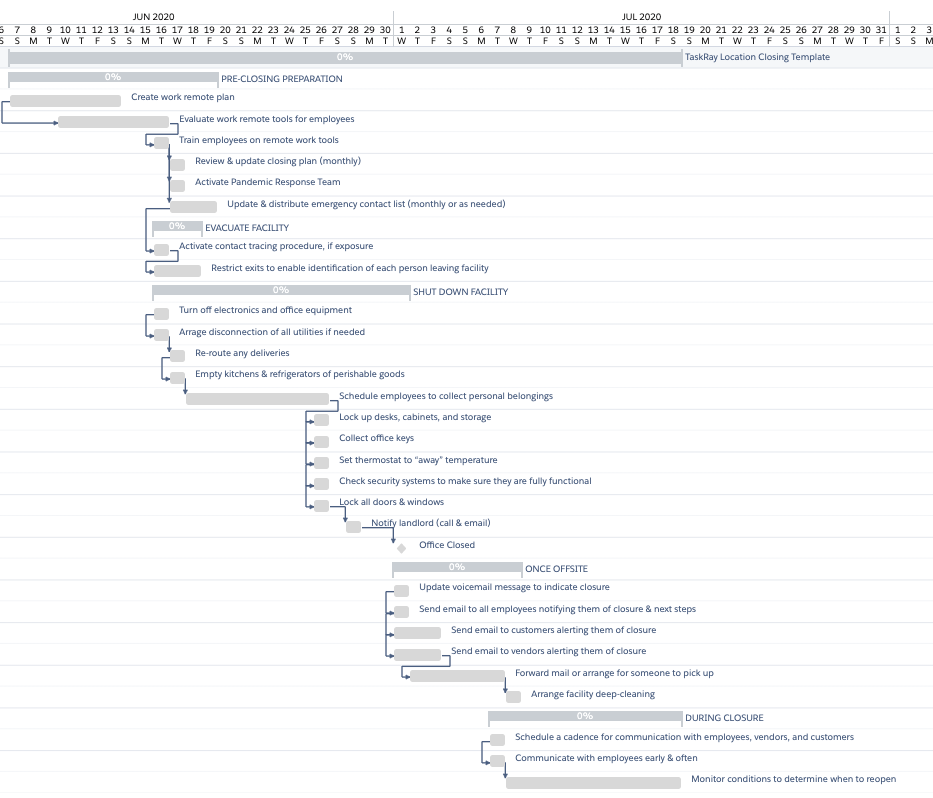 JUN 2020 JUL 2020
6 7 8 9 10 11 12 13 14 15 16 17 18 19 20 21 22 23 24 25 26 27 28 29 30 1 2 3 4 5 6 7 8 9 10 11 12 13 14 15 16 17 18 19 20 21 22 23 24 25 26 27 28 29 30 31 1 2 3
S S M T W T F S S M T W T F S S M T W T F S S M T W T F S S M T W T F S S M T W T F S S M T W T F S S M T W T F S S M
0% TaskRay Location Closing Template
0% PRE-CLOSING PREPARATION
Create work remote plan
Evaluate work remote tools for employees
Train employees on remote work tools
Review & update closing plan (monthly)
Activate Pandemic Response Team
Update & distribute emergency contact list (monthly or as needed)
0% EVACUATE FACILITY
Activate contact tracing procedure, if exposure
Restrict exits to enable identification of each person leaving facility
0% SHUT DOWN FACILITY
Turn off electronics and office equipment
Arrage disconnection of all utilities if needed
Re-route any deliveries
Empty kitchens & refrigerators of perishable goods
Schedule employees to collect personal belongings
Lock up desks, cabinets, and storage
Collect office keys
Set thermostat to “away” temperature
Check security systems to make sure they are fully functional
Lock all doors & windows
Notify landlord (call & email)
Office Closed
0% ONCE OFFSITE
Update voicemail message to indicate closure
Send email to all employees notifying them of closure & next steps
Send email to customers alerting them of closure
Send email to vendors alerting them of closure
Forward mail or arrange for someone to pick up
Arrange facility deep-cleaning
0% DURING CLOSURE
Schedule a cadence for communication with employees, vendors, and customers
Communicate with employees early & often
Monitor conditions to determine when to reopen